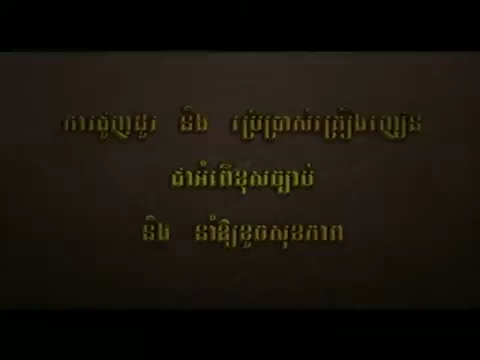 ការជួញដូរ និង ប្រើប្រាស់គ្រឿងញៀន
ជាអំពើខុសច្បាប់
និង នាំឱ្យខូចសុខភាព